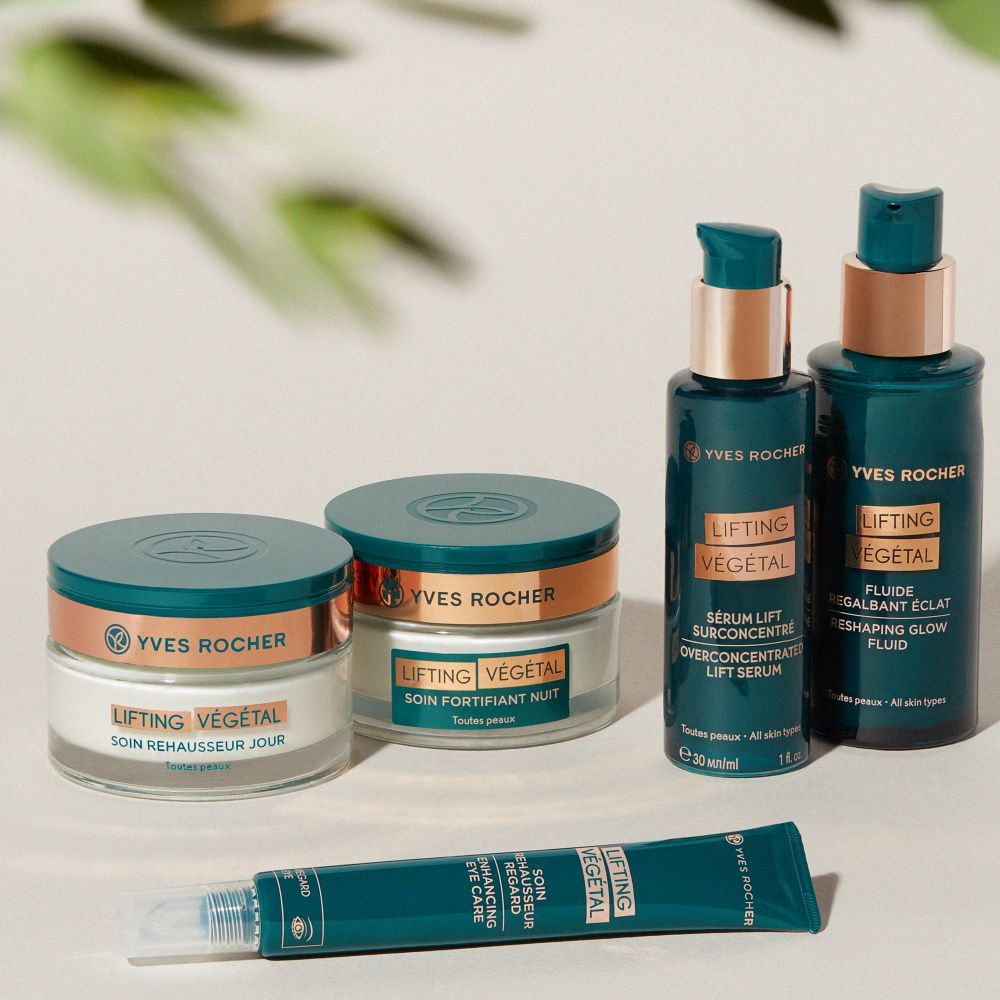 YVES ROCHER
LIFTING
VÉGÉTAL
SOIN REHAUSSEUR JOUR
Toutes peaux
YVES ROCHER
LIFTING VÉGÉTAL
SOIN FORTIFIANT NUIT
Toutes peaux
YVES ROCHER
LIFTING
VÉGÉTAL
SÉRUM LIFT
SURCONCENTRÉ
OVERCONCENTRATED
LIFT SERUM
Toutes peaux · All skin types
e 30 мл/ml 1 fl. oz.
YVES ROCHER
LIFTING
VÉGÉTAL
FLUIDE
REGALBANT ÉCLAT
RESHAPING GLOW
FLUID
Toutes peaux · All skin types
YVES ROCHER
LIFTING
VÉGÉTAL
SOIN
REHAUSSEUR
REGARD
ENHANCING
EYE CARE
REGARD
EYE